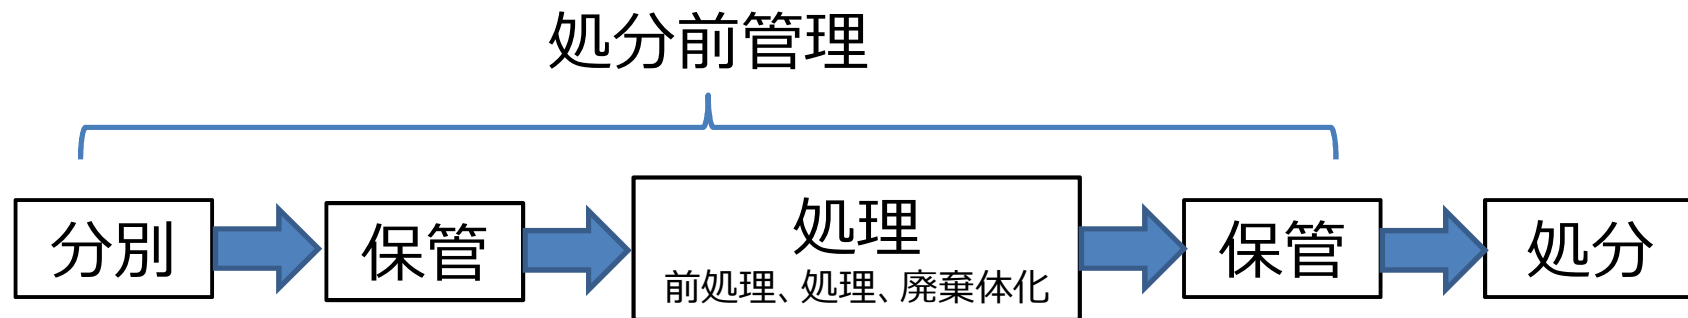 処分前管理
分別
保管
処理
前処理、処理、廃棄体化
保管
処分